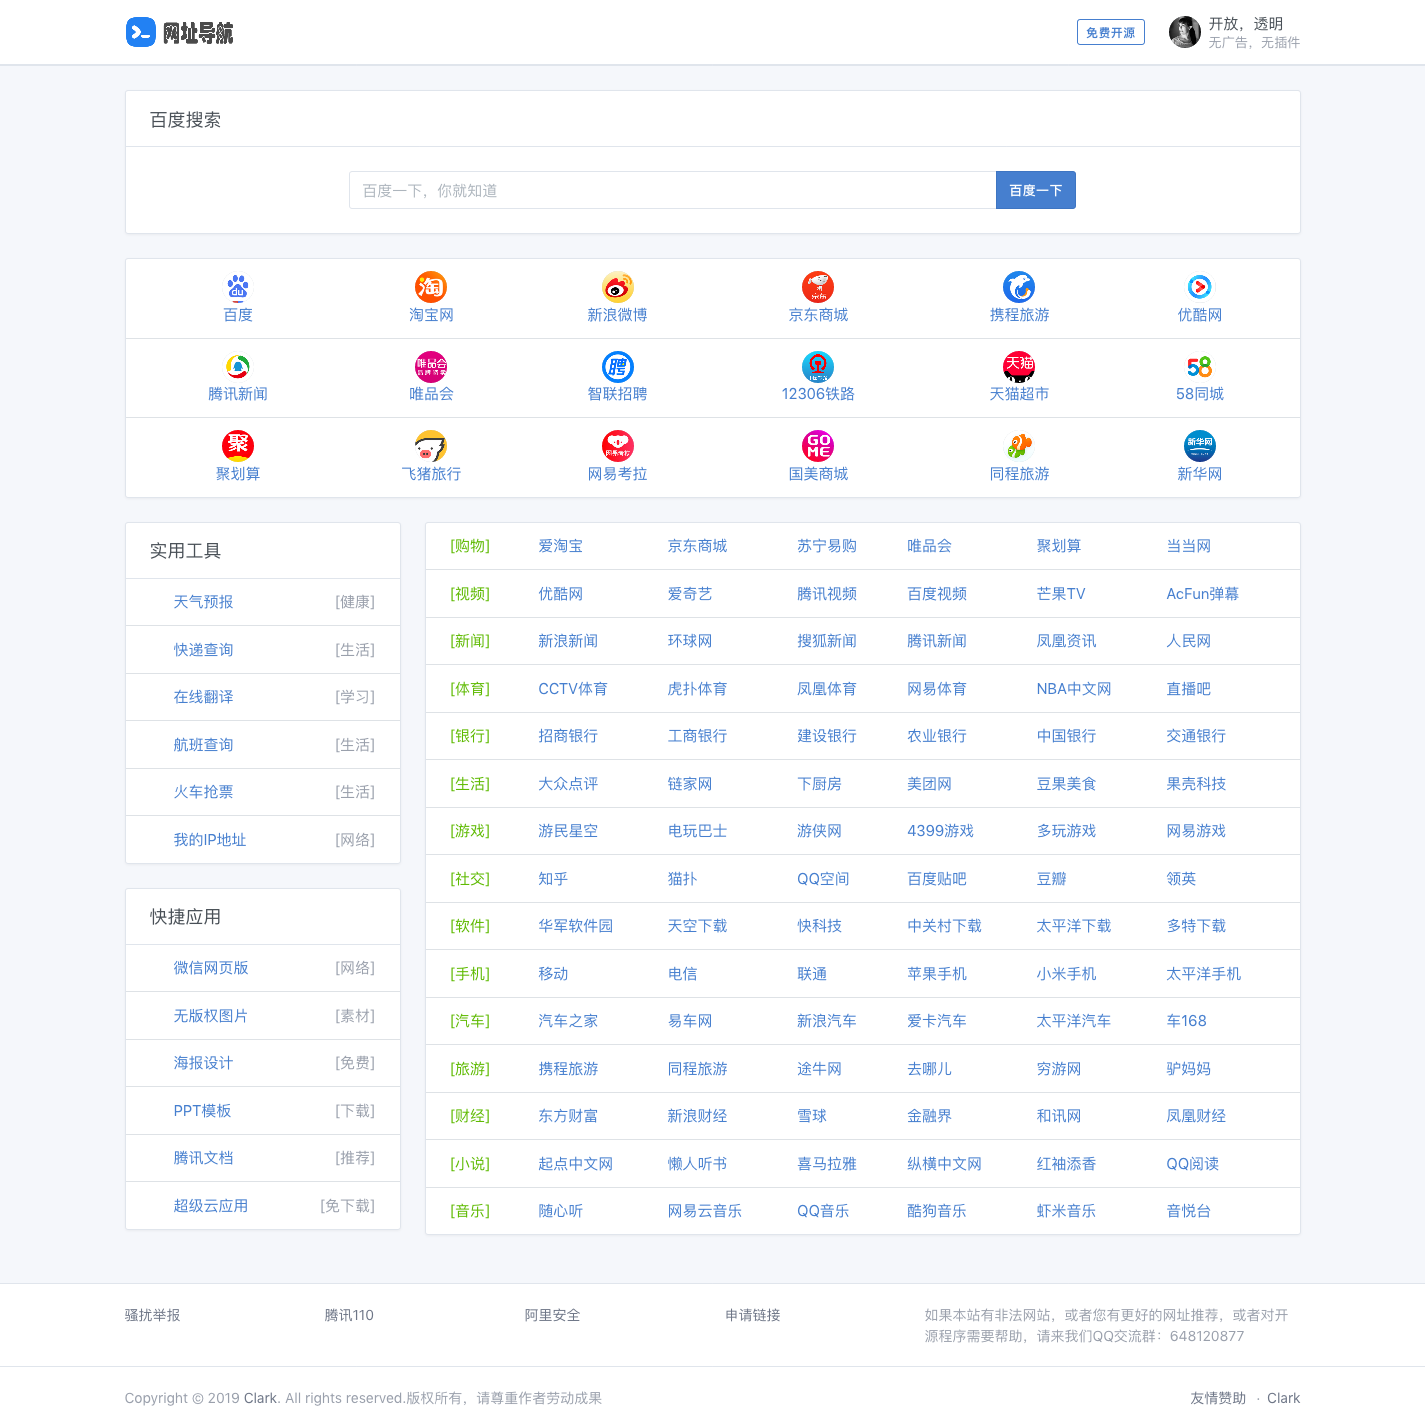 网址导航
免费开源
开放，透明
无广告，无插件
百度搜索
百度一下，你就知道
百度一下
百度 淘宝网 新浪微博 京东商城 携程旅游 优酷网
腾讯新闻 唯品会 智联招聘 12306铁路 天猫超市 58同城
聚划算 飞猪旅行 网易考拉 国美商城 同程旅游 新华网
实用工具
天气预报 [健康]
快递查询 [生活]
在线翻译 [学习]
航班查询 [生活]
火车抢票 [生活]
我的IP地址 [网络]
快捷应用
微信网页版 [网络]
无版权图片 [素材]
海报设计 [免费]
PPT模板 [下载]
腾讯文档 [推荐]
超级云应用 [免下载]
[购物] 爱淘宝 京东商城 苏宁易购 唯品会 聚划算 当当网
[视频] 优酷网 爱奇艺 腾讯视频 百度视频 芒果TV AcFun弹幕
[新闻] 新浪新闻 环球网 搜狐新闻 腾讯新闻 凤凰资讯 人民网
[体育] CCTV体育 虎扑体育 凤凰体育 网易体育 NBA中文网 直播吧
[银行] 招商银行 工商银行 建设银行 农业银行 中国银行 交通银行
[生活] 大众点评 链家网 下厨房 美团网 豆果美食 果壳科技
[游戏] 游民星空 电玩巴士 游侠网 4399游戏 多玩游戏 网易游戏
[社交] 知乎 猫扑 QQ空间 百度贴吧 豆瓣 领英
[软件] 华军软件园 天空下载 快科技 中关村下载 太平洋下载 多特下载
[手机] 移动 电信 联通 苹果手机 小米手机 太平洋手机
[汽车] 汽车之家 易车网 新浪汽车 爱卡汽车 太平洋汽车 车168
[旅游] 携程旅游 同程旅游 途牛网 去哪儿 穷游网 驴妈妈
[财经] 东方财富 新浪财经 雪球 金融界 和讯网 凤凰财经
[小说] 起点中文网 懒人听书 喜马拉雅 纵横中文网 红袖添香 QQ阅读
[音乐] 随心听 网易云音乐 QQ音乐 酷狗音乐 虾米音乐 音悦台
骚扰举报 腾讯110 阿里安全 申请链接
如果本站有非法网站，或者您有更好的网址推荐，或者对开
源程序需要帮助，请来我们QQ交流群：648120877
Copyright © 2019 Clark. All rights reserved.版权所有，请尊重作者劳动成果
友情赞助 · Clark